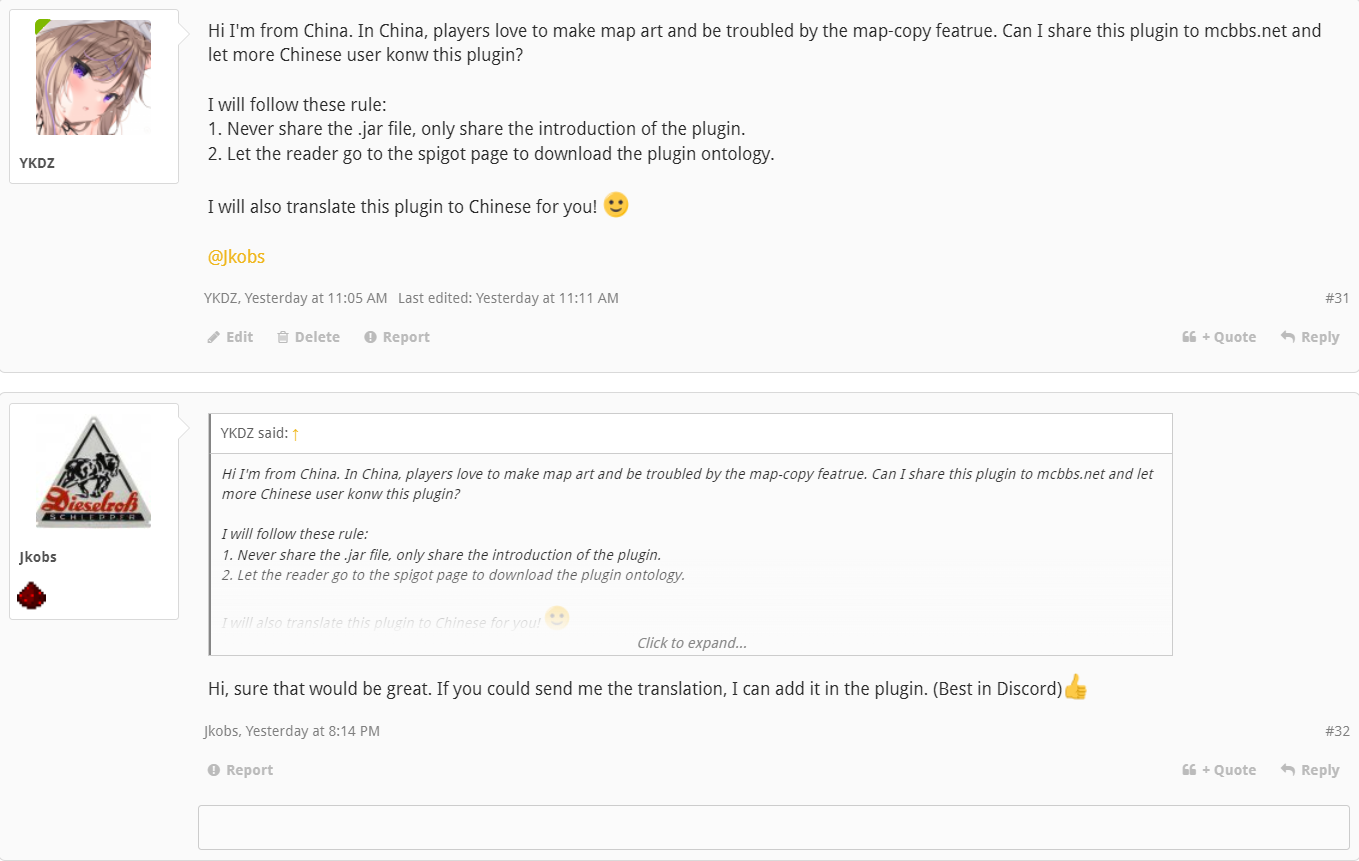 Hi I'm from China. In China, players love to make map art and be troubled by the map-copy featrue. Can I share this plugin to mcbbs.net and
let more Chinese user konw this plugin?
I will follow these rule:
1. Never share the .jar file, only share the introduction of the plugin.
2. Let the reader go to the spigot page to download the plugin ontology.
YKDZ
I will also translate this plugin to Chinese for you!
@Jkobs
YKDZ, Yesterday at 11:05 AM Last edited: Yesterday at 11:11 AM #31
Edit Delete Report + Quote Reply
Dieselroß
SCHLEPPER
Jkobs
YKDZ said: ↑
Hi I'm from China. In China, players love to make map art and be troubled by the map-copy featrue. Can I share this plugin to mcbbs.net and let
more Chinese user konw this plugin?
I will follow these rule:
1. Never share the .jar file, only share the introduction of the plugin.
2. Let the reader go to the spigot page to download the plugin ontology.
I will also translate this plugin to Chinese for you!
Click to expand...
Hi, sure that would be great. If you could send me the translation, I can add it in the plugin. (Best in Discord)
Jkobs, Yesterday at 8:14 PM #32
Report + Quote Reply